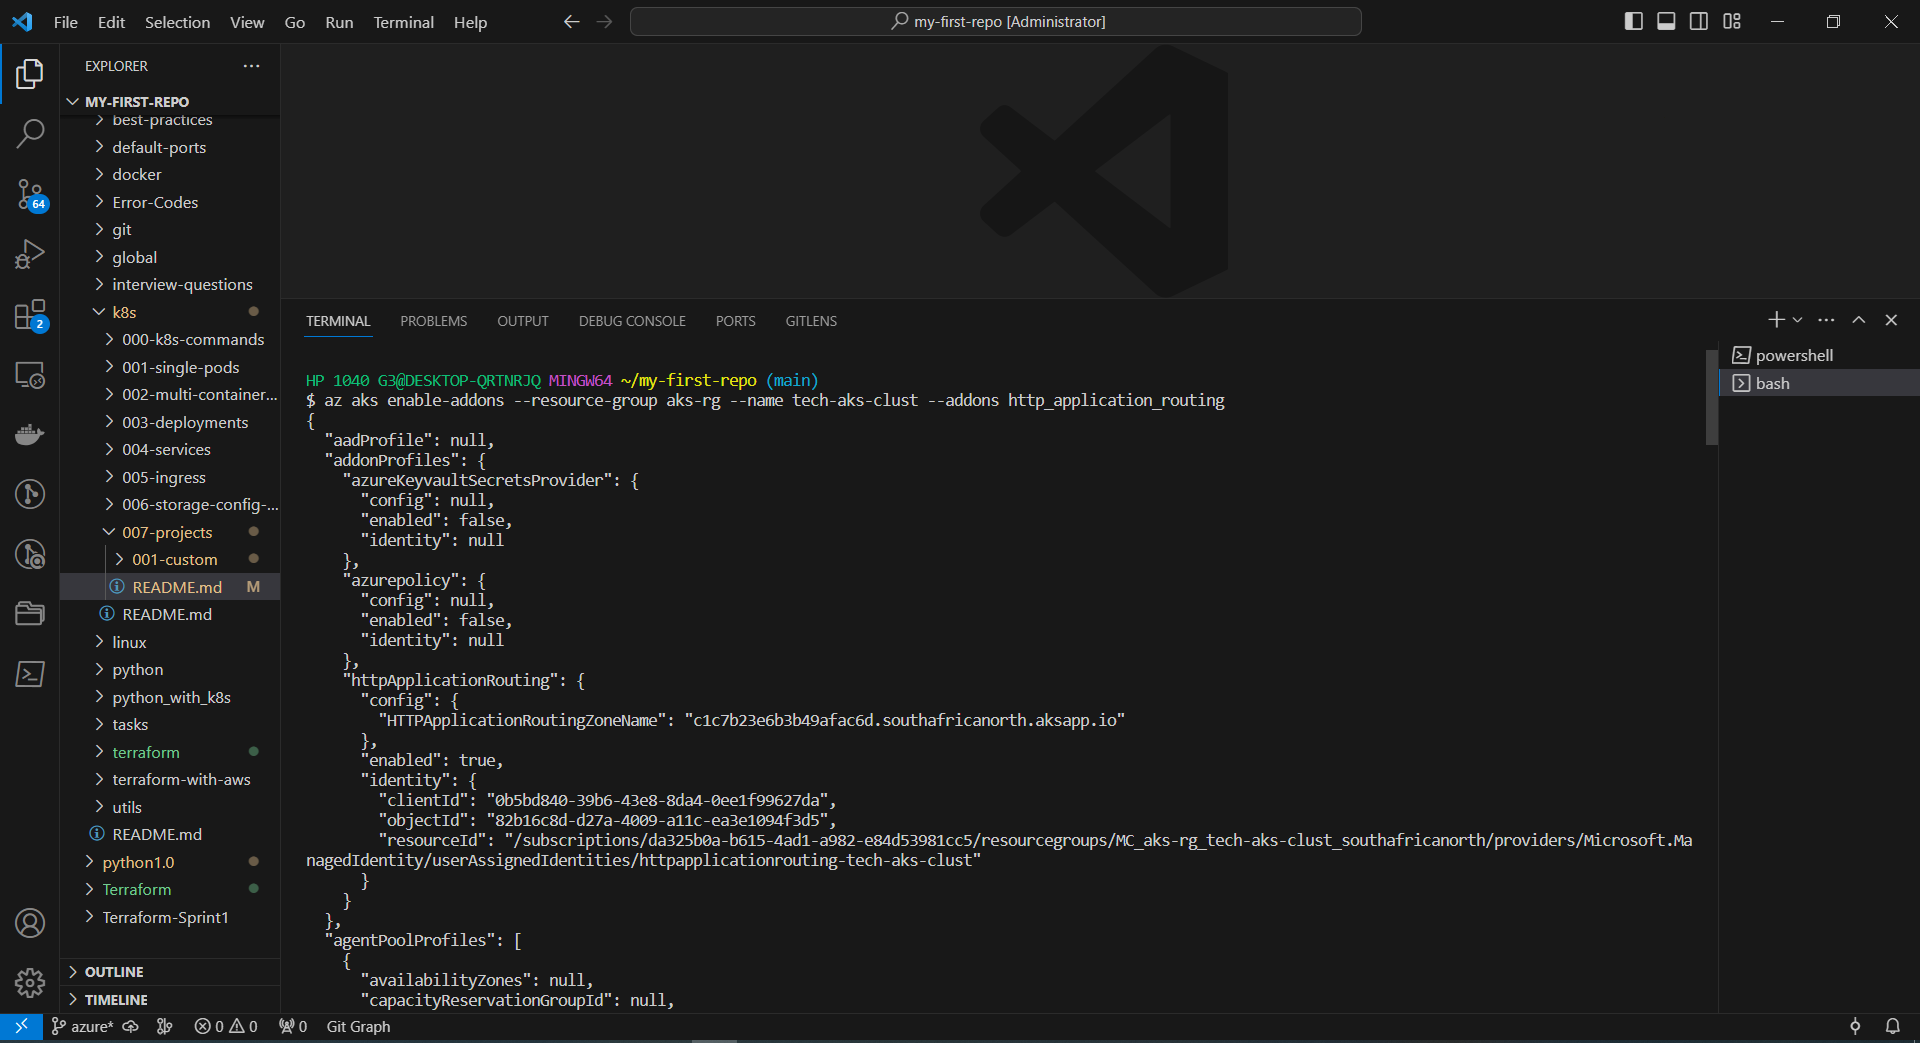 File Edit Selection View Go Run Terminal Help
my-first-repo [Administrator]
EXPLORER
MY-FIRST-REPO
best-practices
default-ports
docker
Error-Codes
git
global
interview-questions
k8s
000-k8s-commands
001-single-pods
002-multi-container...
003-deployments
004-services
005-ingress
006-storage-config-...
007-projects
001-custom
README.md M
README.md
linux
python
python_with_k8s
tasks
terraform
terraform-with-aws
utils
README.md
python1.0
Terraform
Terraform-Sprint1
OUTLINE
TIMELINE
64
2
TERMINAL PROBLEMS OUTPUT DEBUG CONSOLE PORTS GITLENS
HP 1040 G3@DESKTOP-QRTNRJQ MINGW64 ~/my-first-repo (main)
$ az aks enable-addons --resource-group aks-rg --name tech-aks-clust --addons http_application_routing
{
"aadProfile": null,
"addonProfiles": {
"azureKeyvaultSecretsProvider": {
"config": null,
"enabled": false,
"identity": null
},
"azurepolicy": {
"config": null,
"enabled": false,
"identity": null
},
"httpApplicationRouting": {
"config": {
"HTTPApplicationRoutingZoneName": "c1c7b23e6b3b49afac6d.southafricanorth.aksapp.io"
},
"enabled": true,
"identity": {
"clientId": "0b5bd840-39b6-43e8-8da4-0ee1f99627da",
"objectId": "82b16c8d-d27a-4009-a11c-ea3e1094f3d5",
"resourceId": "/subscriptions/da325b0a-b615-4ad1-a982-e84d53981cc5/resourcegroups/MC_aks-rg_tech-aks-clust_southafricanorth/providers/Microsoft.Ma
nagedIdentity/userAssignedIdentities/httpapplicationrouting-tech-aks-clust"
}
}
},
"agentPoolProfiles": [
{
"availabilityZones": null,
"capacityReservationGroupId": null,
powershell
bash
azure* 0 0 0 Git Graph